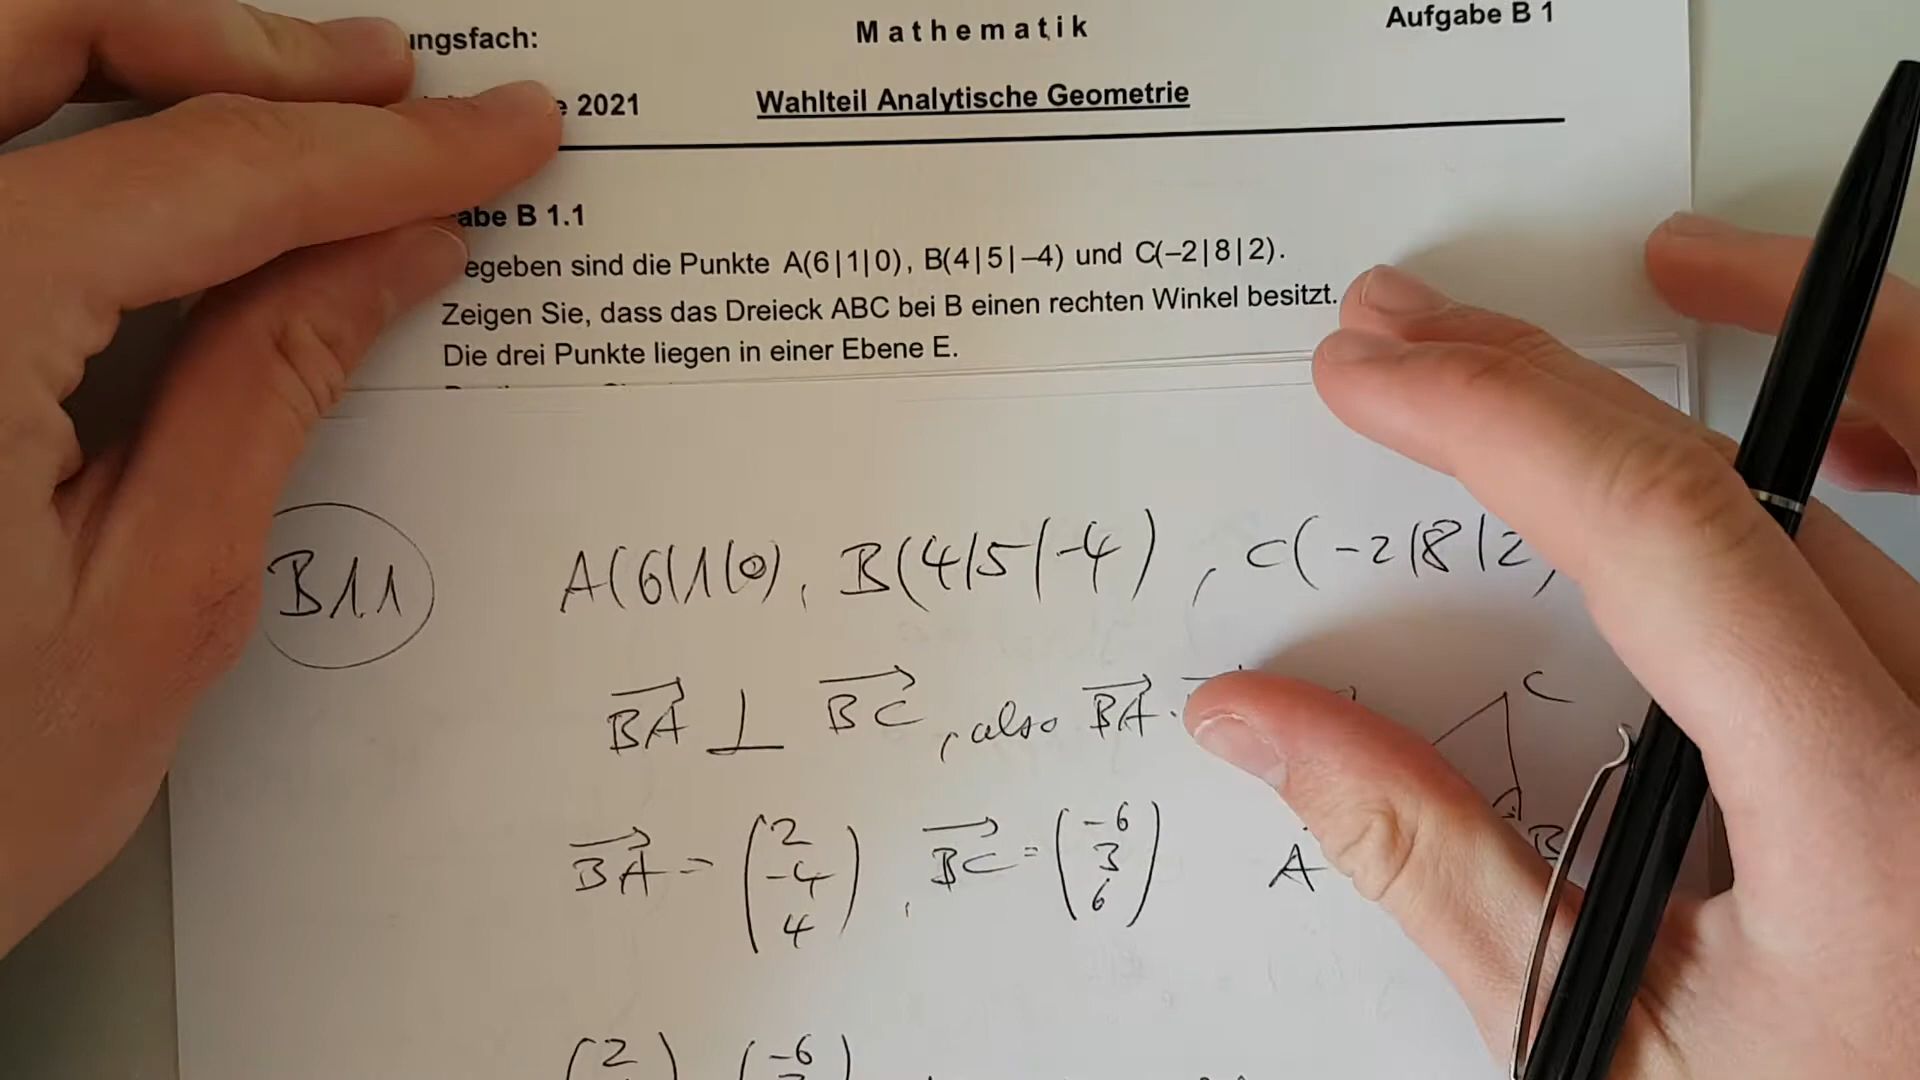 Mathematik
Aufgabe B 1
2021
Wahlteil Analytische Geometrie
B 1.1
sind die Punkte A(6|1|0), B(4|5|–4) und C(–2|8|2).
Zeigen Sie, dass das Dreieck ABC bei B einen rechten Winkel besitzt.
Die drei Punkte liegen in einer Ebene E.
B1.1
A(6|1|0), B(4|5|-4), C(-2|8|2)
BA ⊥ BC, also BA ·
C
B
A
BA = (2 -4 4), BC = (-6 3 6)
2 -6